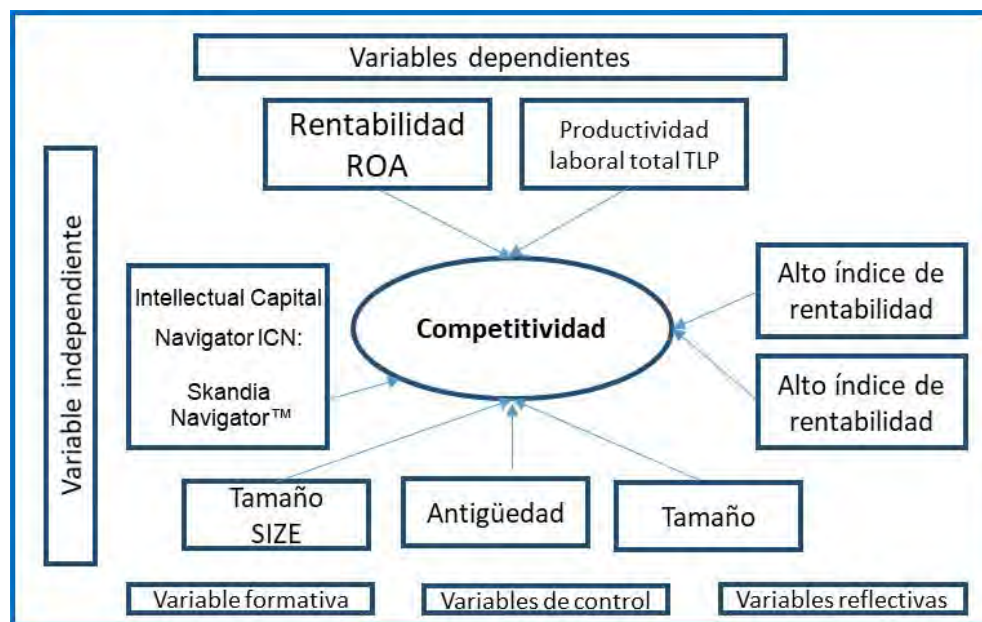 Variables dependientes
Rentabilidad
ROA
Productividad
laboral total TLP
Variable independiente
Intellectual Capital
Navigator ICN:
Skandia
Navigator™
Competitividad
Alto índice de
rentabilidad
Alto índice de
rentabilidad
Tamaño
SIZE
Antigüedad
Tamaño
Variable formativa
Variables de control
Variables reflectivas